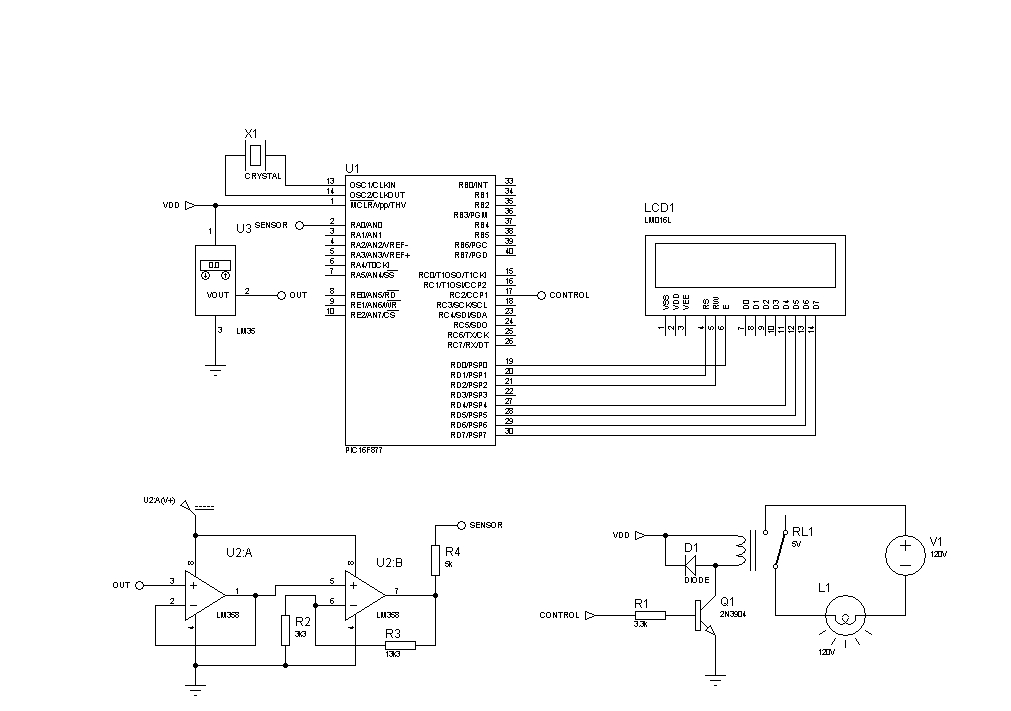 X1
CRYSTAL
U1
13 OSC1/CLKIN RB0/INT 33
14 OSC2/CLKOUT RB1 34
VDD 1 MCLR/Vpp/THV RB2 35
RB3/PGM 36
SENSOR 2 RA0/AN0 RB4 37
3 RA1/AN1 RB5 38
4 RA2/AN2/VREF- RB6/PGC 39
5 RA3/AN3/VREF+ RB7/PGD 40
6 RA4/T0CKI
7 RA5/AN4/SS RC0/T1OSO/T1CKI 15
RC1/T1OSI/CCP2 16
8 RE0/AN5/RD RC2/CCP1 17 CONTROL
9 RE1/AN6/WR RC3/SCK/SCL 18
10 RE2/AN7/CS RC4/SDI/SDA 23
RC5/SDO 24
RC6/TX/CK 25
RC7/RX/DT 26
RD0/PSP0 19
RD1/PSP1 20
RD2/PSP2 21
RD3/PSP3 22
RD4/PSP4 27
RD5/PSP5 28
RD6/PSP6 29
RD7/PSP7 30
PIC16F877
1
U3
0.0
VOUT 2 OUT
3 LM35
LCD1
LM016L
VSS VDD VEE RS RW E D0 D1 D2 D3 D4 D5 D6 D7
1 2 3 4 5 6 7 8 9 10 11 12 13 14
U2:A(V+)
U2:A
8
OUT 3 1
2
4
LM358
U2:B
8
5 7
6
4
LM358
SENSOR
R4
5k
R2
3k3
R3
13k3
VDD
D1
DIODE
RL1
5V
V1
120V
L1
120V
CONTROL
R1
3.3k
Q1
2N3904